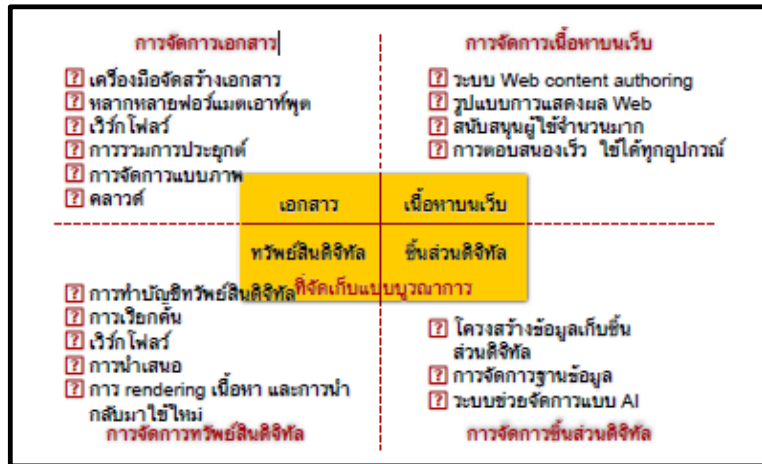 การจัดการเอกสาร
? เครื่องมือจัดสร้างเอกสาร
? หลากหลายฟอร์แมตเอาท์พุต
? เวิร์กโฟลว์
? การรวมการประยุกต์
? การจัดการแบบภาพ
? คลาวด์
การจัดการเนื้อหาบนเว็บ
? ระบบ Web content authoring
? รูปแบบการแสดงผล Web
? สนับสนุนผู้ใช้จำนวนมาก
? การตอบสนองเร็ว ใช้ได้ทุกอุปกรณ์
เอกสาร
เนื้อหาบนเว็บ
ทรัพย์สินดิจิทัล
ชิ้นส่วนดิจิทัล
ที่จัดเก็บแบบบูรณาการ
? การทำบัญชีทรัพย์สินดิจิทัล
? การเรียกค้น
? เวิร์กโฟลว์
? การนำเสนอ
? การ rendering เนื้อหา และการนำ
กลับมาใช้ใหม่
การจัดการทรัพย์สินดิจิทัล
? โครงสร้างข้อมูลเก็บชิ้น
ส่วนดิจิทัล
? การจัดการฐานข้อมูล
? ระบบช่วยจัดการแบบ AI
การจัดการชิ้นส่วนดิจิทัล